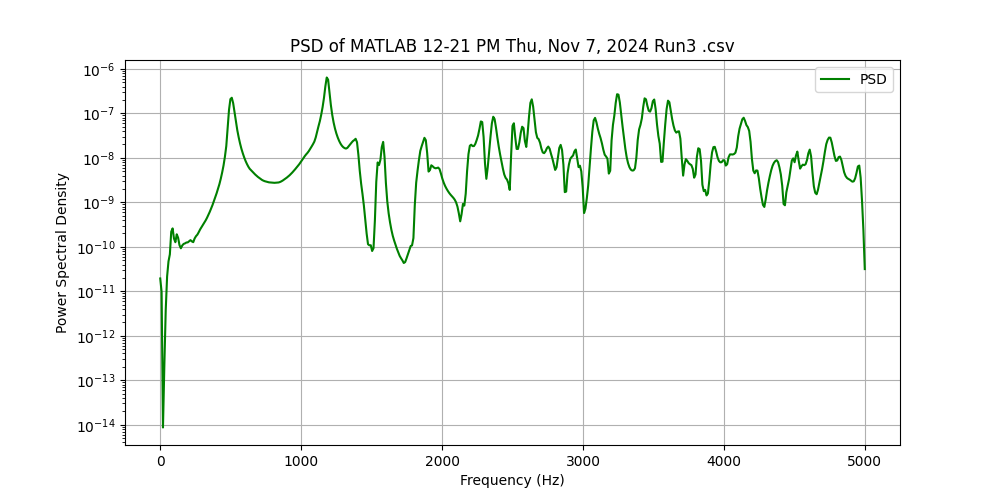 PSD of MATLAB 12-21 PM Thu, Nov 7, 2024 Run3 .csv
PSD
Power Spectral Density
10⁻⁶
10⁻⁷
10⁻⁸
10⁻⁹
10⁻¹⁰
10⁻¹¹
10⁻¹²
10⁻¹³
10⁻¹⁴
0 1000 2000 3000 4000 5000
Frequency (Hz)